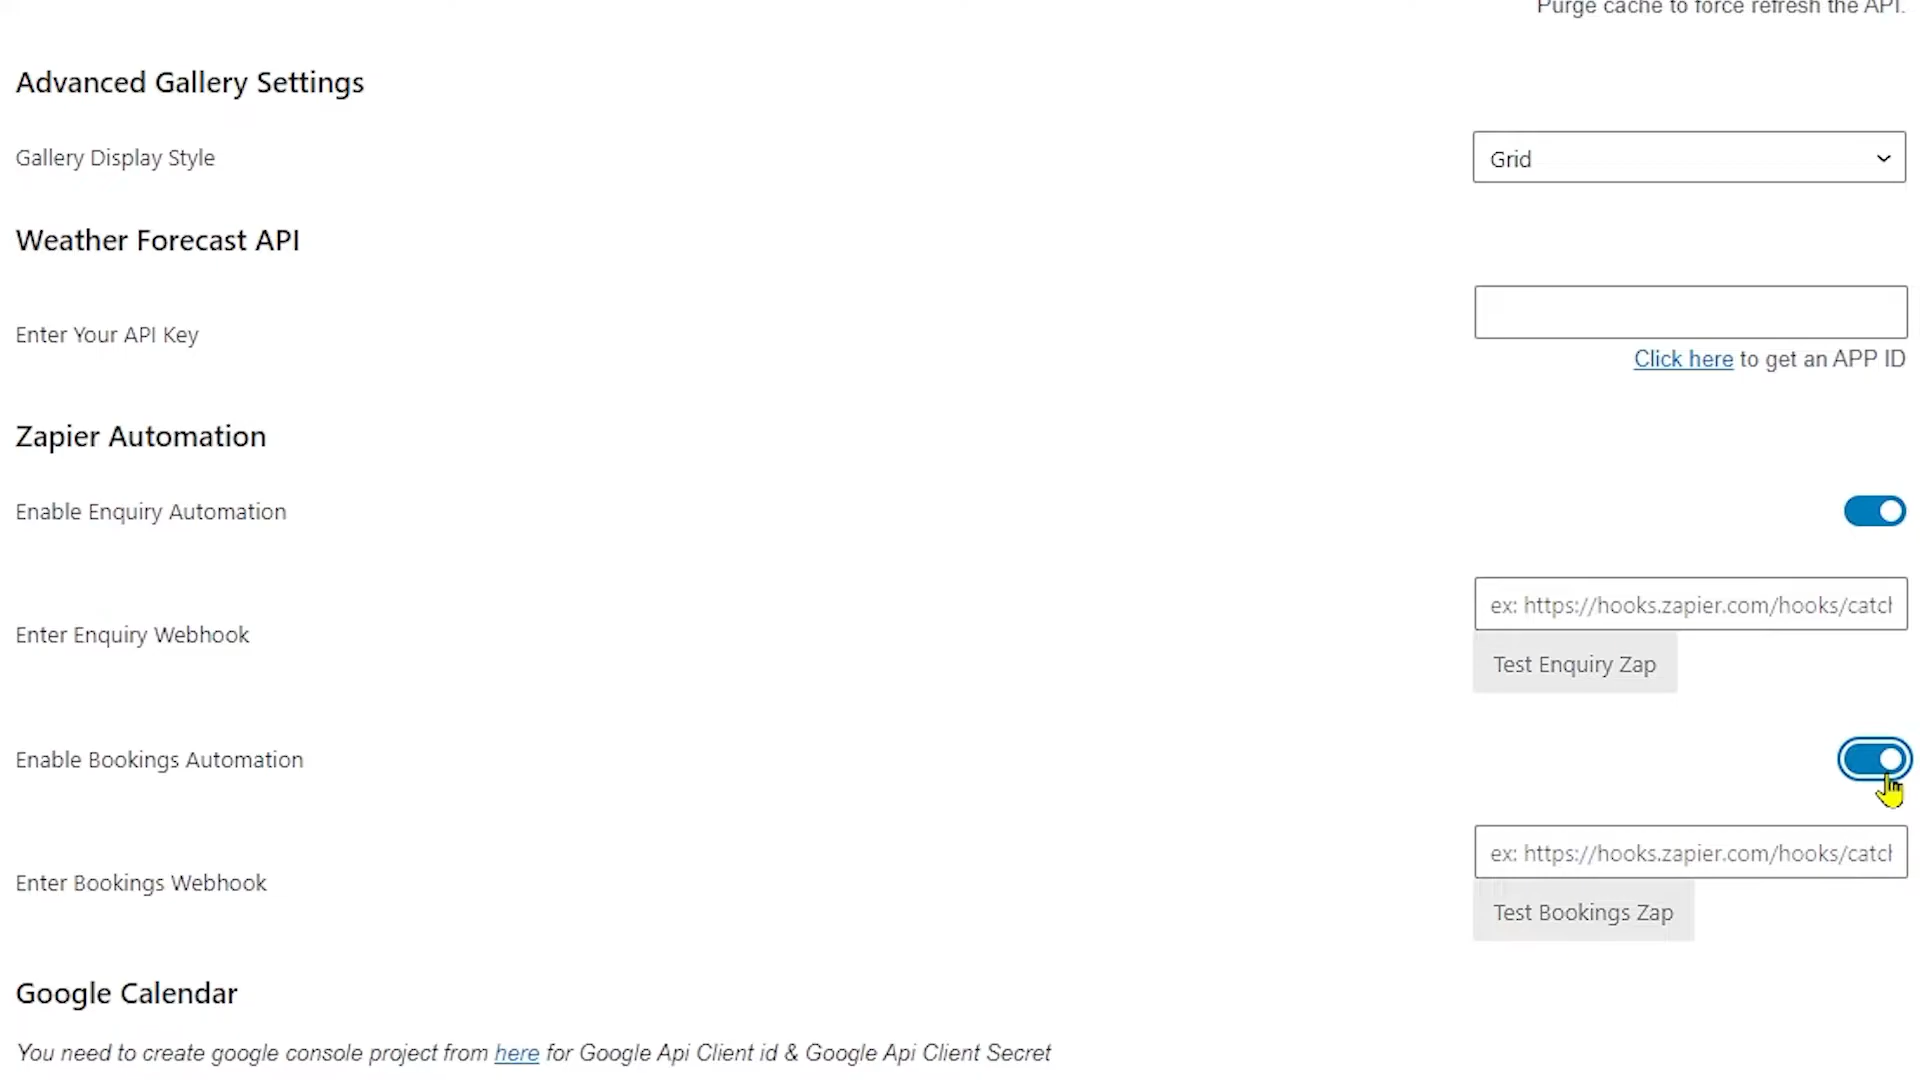 Purge cache to force refresh the API.
Advanced Gallery Settings
Gallery Display Style
Grid
Weather Forecast API
Enter Your API Key
Click here to get an APP ID
Zapier Automation
Enable Enquiry Automation
Enter Enquiry Webhook
ex: https://hooks.zapier.com/hooks/catch
Test Enquiry Zap
Enable Bookings Automation
Enter Bookings Webhook
ex: https://hooks.zapier.com/hooks/catch
Test Bookings Zap
Google Calendar
You need to create google console project from here for Google Api Client id & Google Api Client Secret